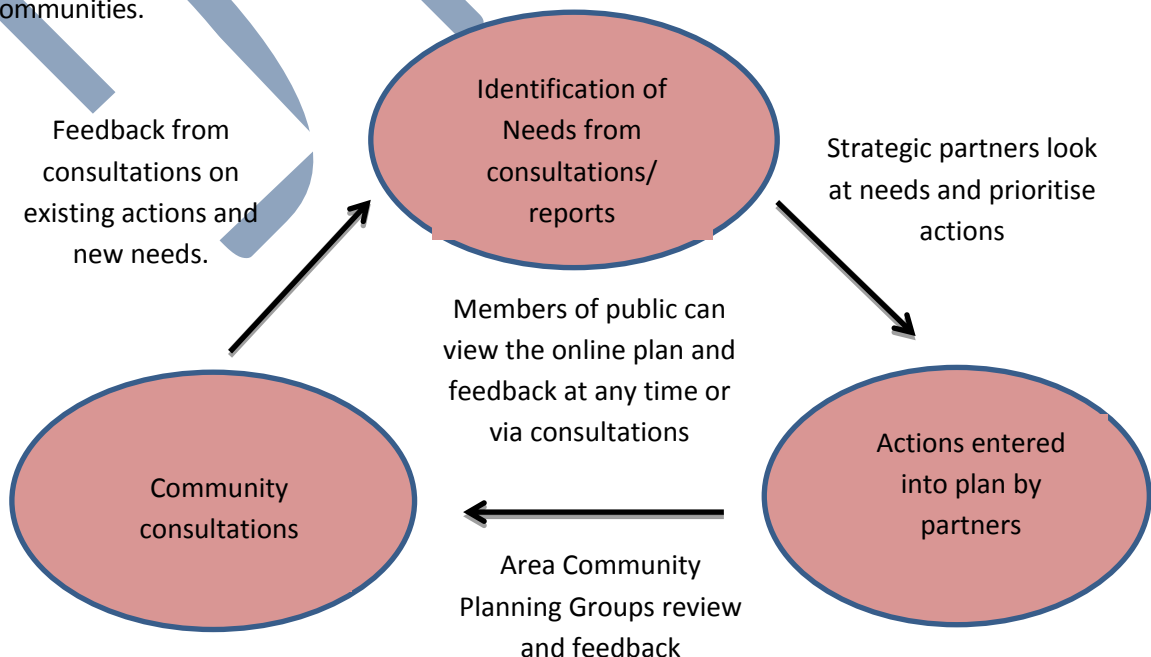 ommunities.
Identification of
Needs from
consultations/
reports
Feedback from
consultations on
existing actions and
new needs.
Strategic partners look
at needs and prioritise
actions
Members of public can
view the online plan and
feedback at any time or
via consultations
Community
consultations
Actions entered
into plan by
partners
Area Community
Planning Groups review
and feedback